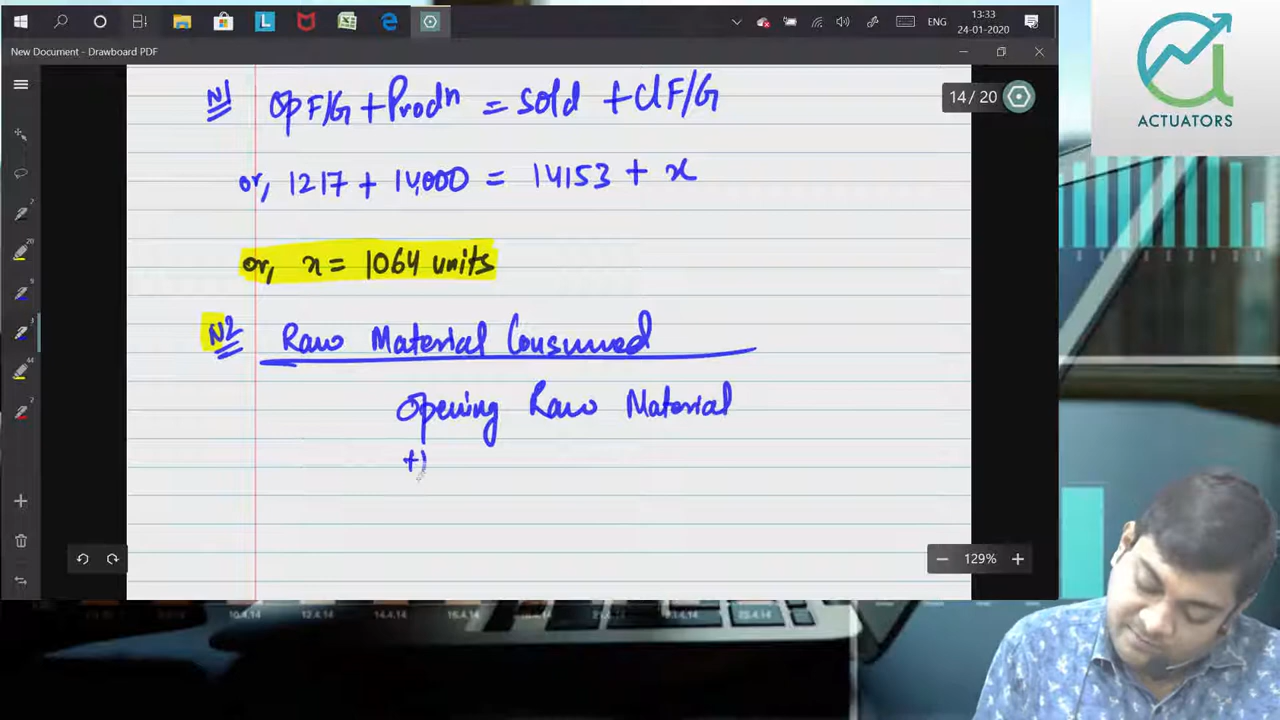 ENG
13:33
24-01-2020
New Document - Drawboard PDF
14 / 20
ACTUATORS
N1 Op F/G + Prodn = Sold + Cl F/G
or, 1217 + 14,000 = 14153 + x
or, x = 1064 units
N2 Raw Material Consumed
Opening Raw Material
+)
129%